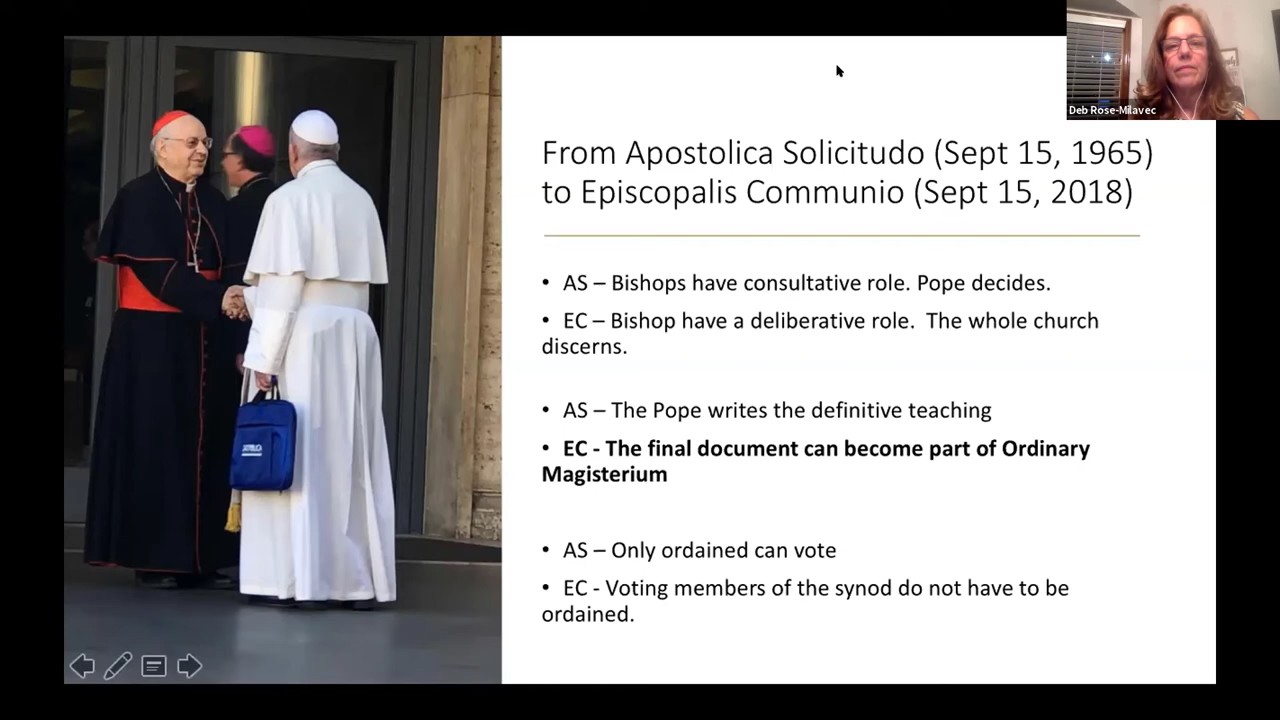 Deb Rose-Milavec
From Apostolica Solicitudo (Sept 15, 1965)
to Episcopalis Communio (Sept 15, 2018)
• AS – Bishops have consultative role. Pope decides.
• EC – Bishop have a deliberative role.  The whole church
discerns.
• AS – The Pope writes the definitive teaching
• EC - The final document can become part of Ordinary
Magisterium
• AS – Only ordained can vote
• EC - Voting members of the synod do not have to be
ordained.